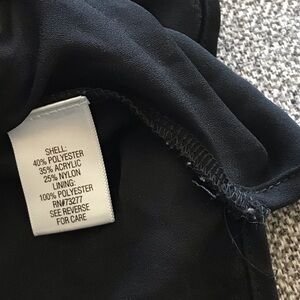 SHELL:
40% POLYESTER
35% ACRYLIC
25% NYLON
LINING:
100% POLYESTER
RN#73277
SEE REVERSE
FOR CARE